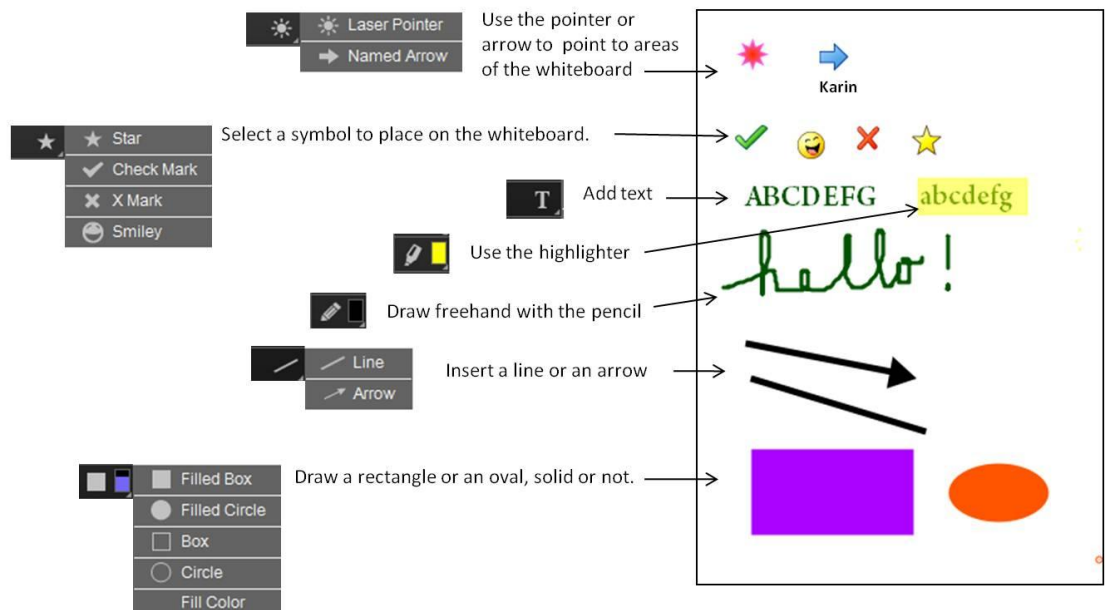 Laser Pointer
Named Arrow
Use the pointer or
arrow to point to areas
of the whiteboard
Karin
Star
Check Mark
X Mark
Smiley
Select a symbol to place on the whiteboard.
T
Add text
ABCDEFG
abcdefg
Use the highlighter
hello!
Draw freehand with the pencil
Line
Arrow
Insert a line or an arrow
Filled Box
Filled Circle
Box
Circle
Fill Color
Draw a rectangle or an oval, solid or not.